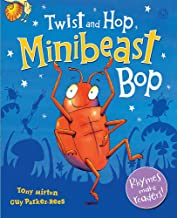 Twist and Hop,
Minibeast
Bop
Tony Mitton
Guy Parker-Rees
Rhymes
make
readers!